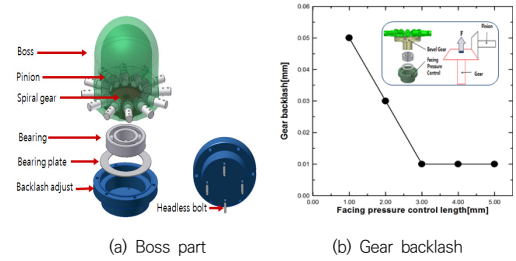 Boss
Pinion
Spiral gear
Bearing
Bearing plate
Backlash adjust
Headless bolt
(a) Boss part
Gear backlash[mm]
0.06
0.05
0.04
0.03
0.02
0.01
0.00
1.00
2.00
3.00
4.00
5.00
Facing pressure control length[mm]
Bevel Gear
Facing
Pressure
Control
F
Pinion
Gear
(b) Gear backlash